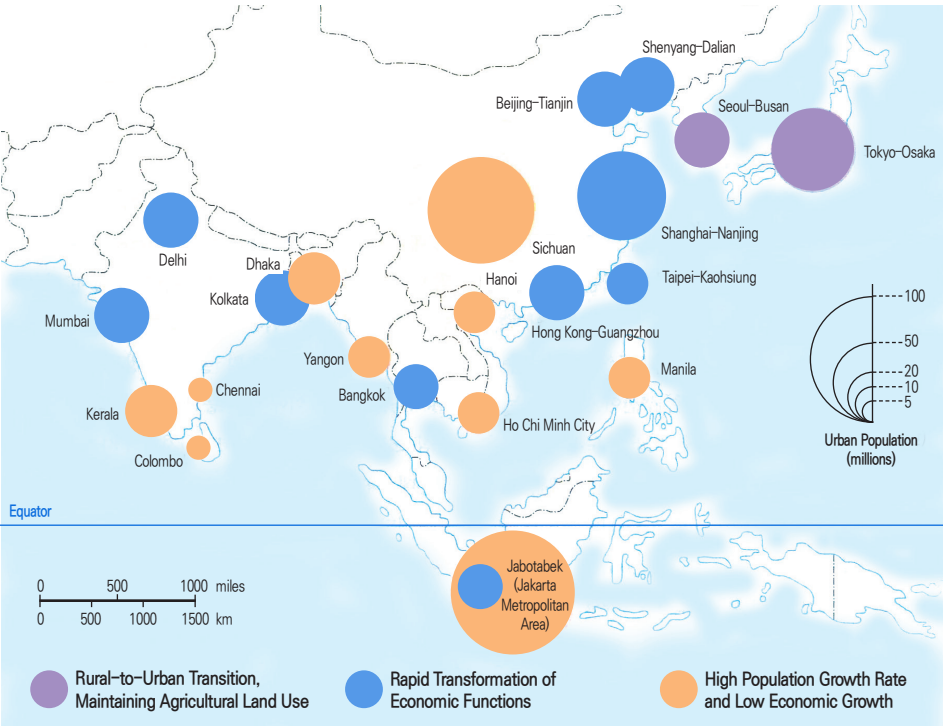 Shenyang-Dalian
Beijing-Tianjin
Seoul-Busan
Tokyo-Osaka
Shanghai-Nanjing
Sichuan
Delhi
Dhaka
Hanoi
Taipei-Kaohsiung
Kolkata
Mumbai
Hong Kong-Guangzhou
Yangon
Manila
Bangkok
Chennai
Kerala
Ho Chi Minh City
Colombo
100
50
20
10
5
Urban Population
(millions)
Equator
Jabotabek
(Jakarta
Metropolitan
Area)
0 500 1000 miles
0 500 1000 1500 km
Rural-to-Urban Transition,
Maintaining Agricultural Land Use
Rapid Transformation of
Economic Functions
High Population Growth Rate
and Low Economic Growth